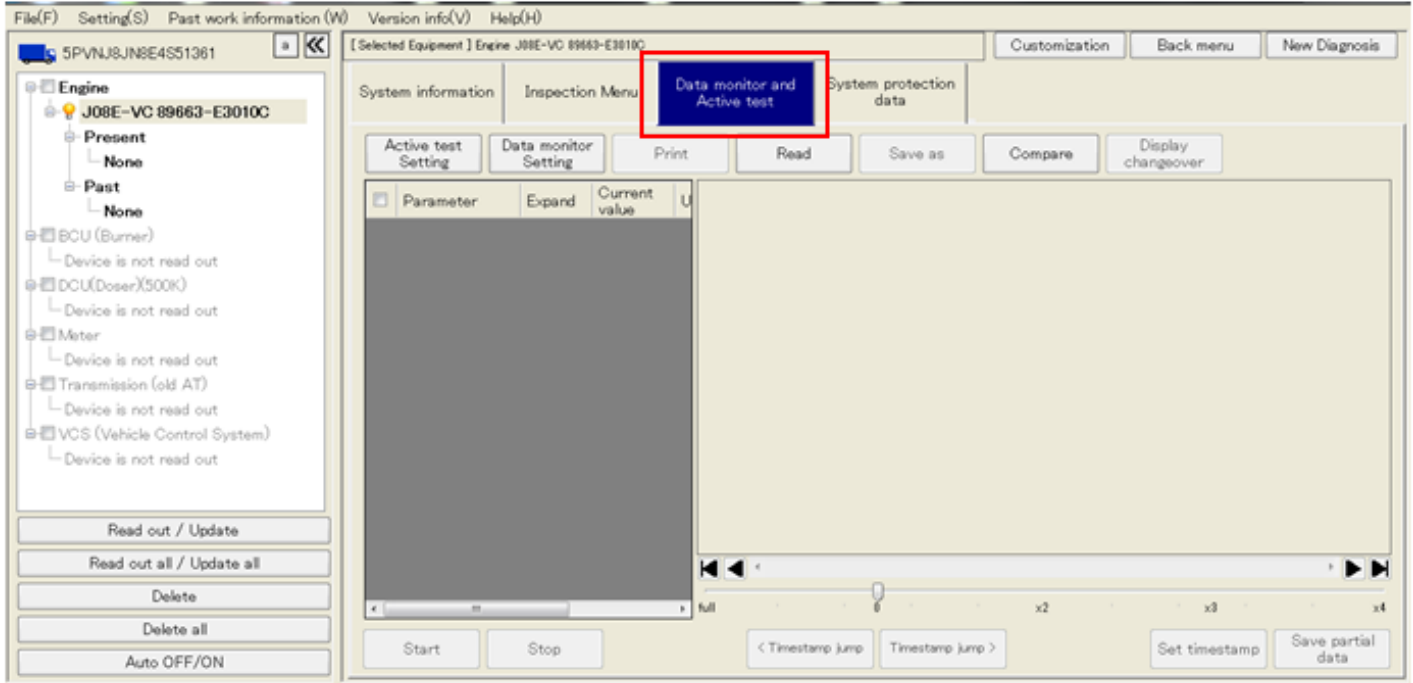 File(F) Setting(S) Past work information (W) Version info(V) Help(H)
5PVNJ8JN8E4S51361
a
[ Selected Equipment ] Engine J08E-VC 89663-E3010C
Customization
Back menu
New Diagnosis
System information
Inspection Menu
Data monitor and
Active test
System protection
data
Engine
J08E-VC 89663-E3010C
Present
None
Past
None
BCU (Burner)
Device is not read out
DCU(Doser)(500K)
Device is not read out
Meter
Device is not read out
Transmission (old AT)
Device is not read out
VCS (Vehicle Control System)
Device is not read out
Read out / Update
Read out all / Update all
Delete
Delete all
Auto OFF/ON
Active test
Setting
Data monitor
Setting
Print
Read
Save as
Compare
Display
changeover
Parameter
Expand
Current
value
U
full
0
x2
x3
x4
Start
Stop
< Timestamp jump
Timestamp jump >
Set timestamp
Save partial
data